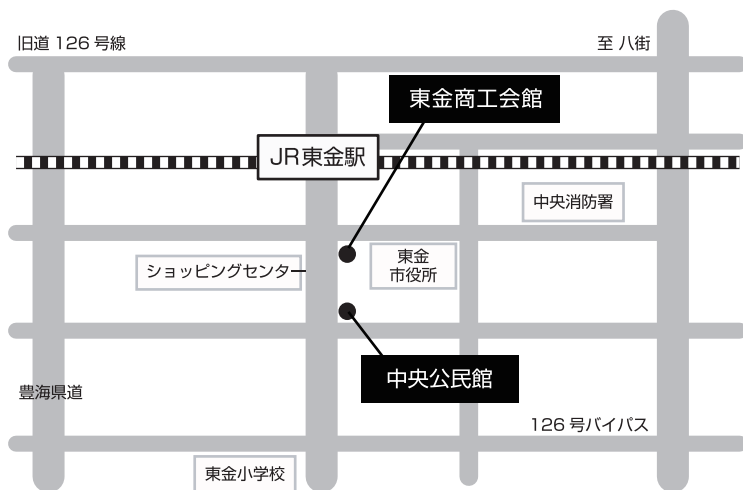 旧道 126 号線
至 八街
東金商工会館
JR東金駅
中央消防署
東金
市役所
ショッピングセンター
中央公民館
豊海県道
126 号バイパス
東金小学校